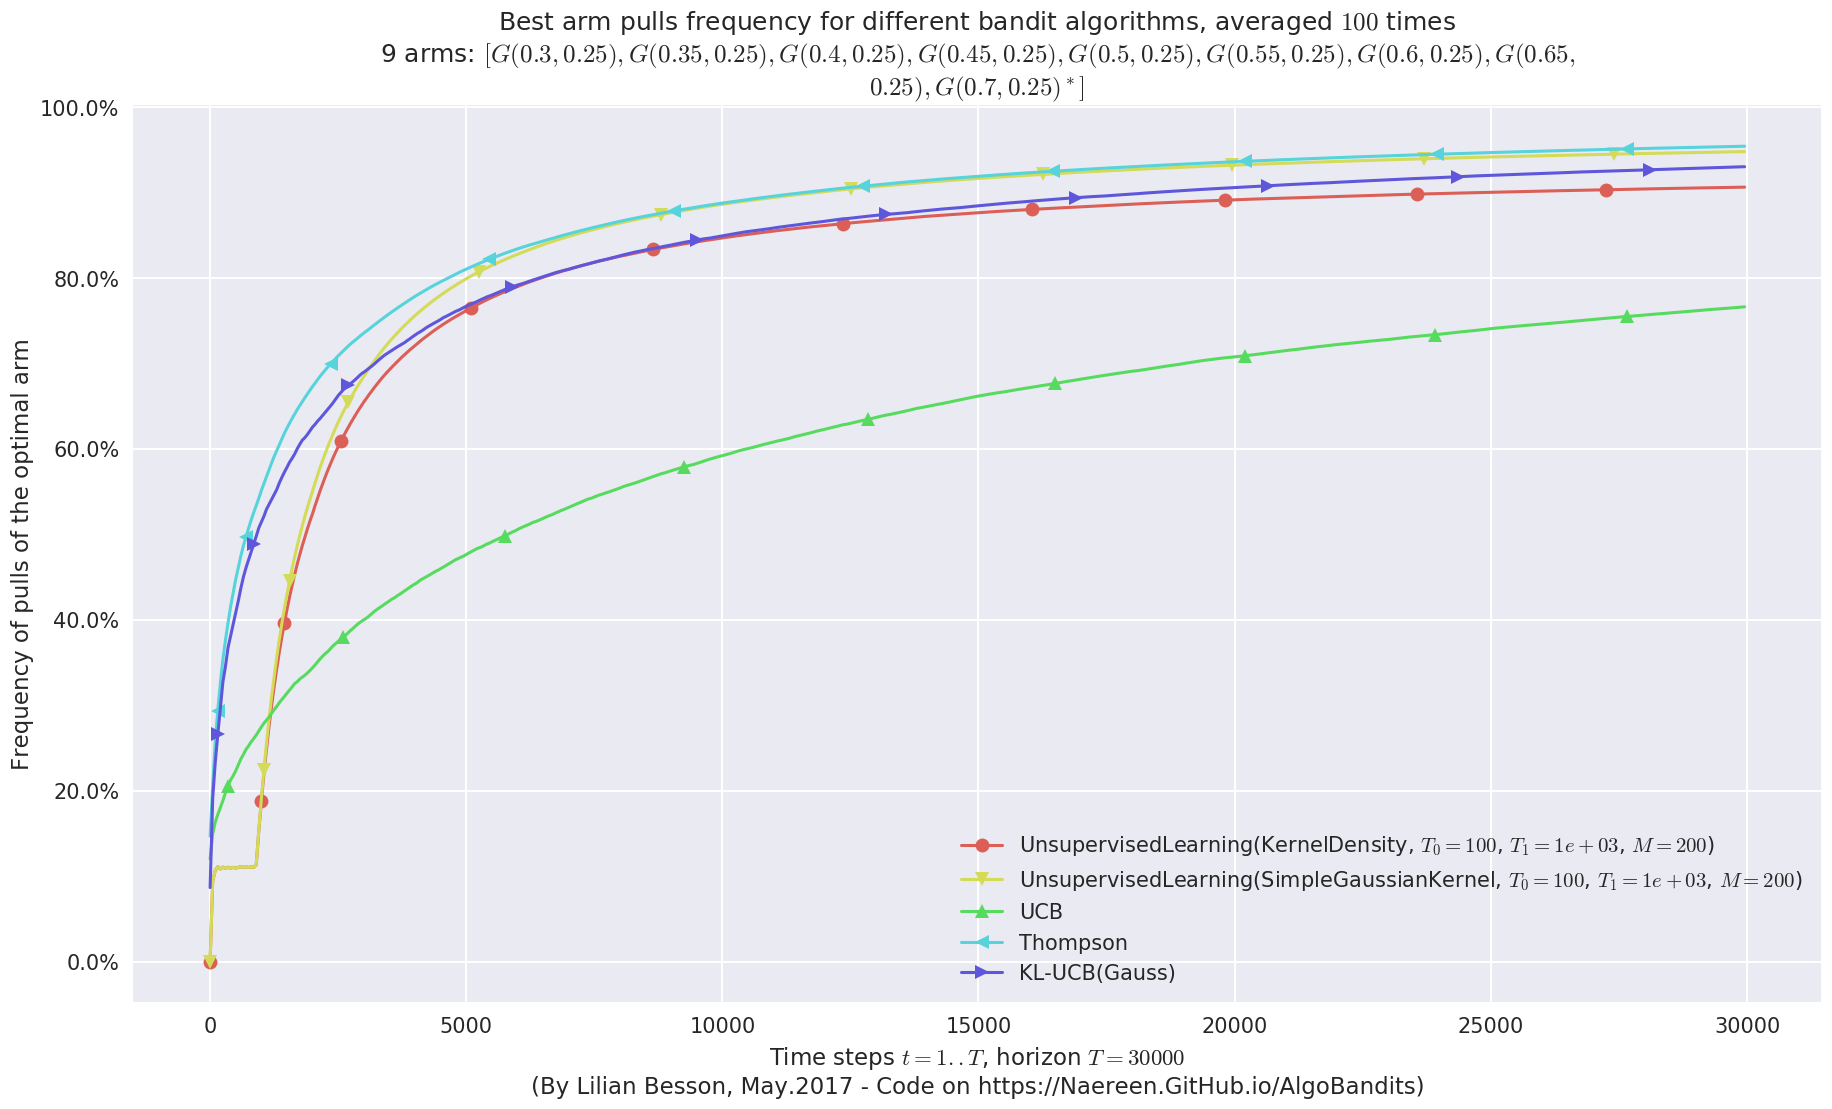 Best arm pulls frequency for different bandit algorithms, averaged 100 times
9 arms: [G(0.3, 0.25), G(0.35, 0.25), G(0.4, 0.25), G(0.45, 0.25), G(0.5, 0.25), G(0.55, 0.25), G(0.6, 0.25), G(0.65,
0.25), G(0.7, 0.25)*]
100.0%
80.0%
60.0%
40.0%
20.0%
0.0%
Frequency of pulls of the optimal arm
UnsupervisedLearning(KernelDensity, T₀ = 100, T₁ = 1e + 03, M = 200)
UnsupervisedLearning(SimpleGaussianKernel, T₀ = 100, T₁ = 1e + 03, M = 200)
UCB
Thompson
KL-UCB(Gauss)
0 5000 10000 15000 20000 25000 30000
Time steps t = 1..T, horizon T = 30000
(By Lilian Besson, May.2017 - Code on https://Naereen.GitHub.io/AlgoBandits)